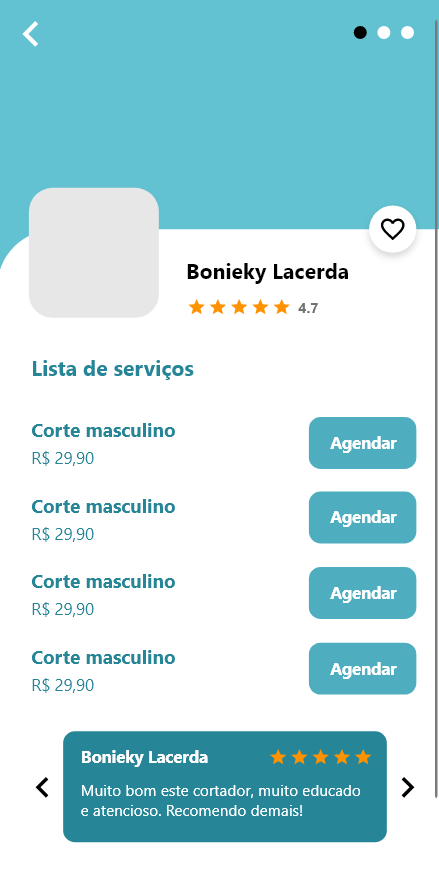 Bonieky Lacerda
4.7
Lista de serviços
Corte masculino
R$ 29,90
Agendar
Corte masculino
R$ 29,90
Agendar
Corte masculino
R$ 29,90
Agendar
Corte masculino
R$ 29,90
Agendar
Bonieky Lacerda
Muito bom este cortador, muito educado
e atencioso. Recomendo demais!